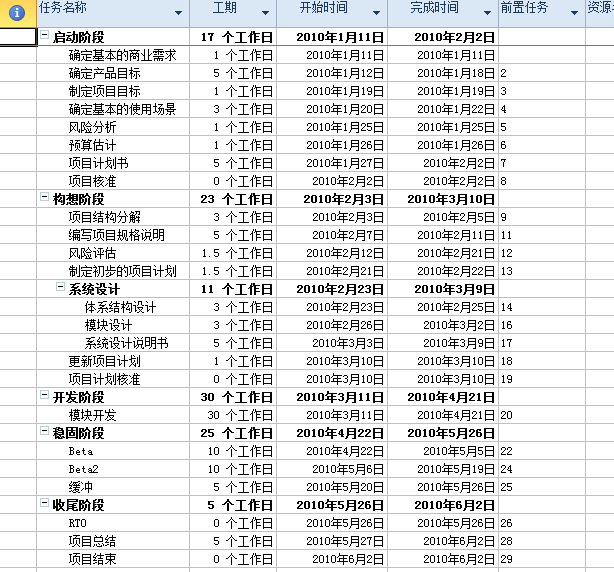 任务名称 工期 开始时间 完成时间 前置任务 资源名
启动阶段 17 个工作日 2010年1月11日 2010年2月2日
确定基本的商业需求 1 个工作日 2010年1月11日 2010年1月11日
确定产品目标 5 个工作日 2010年1月12日 2010年1月18日 2
制定项目目标 1 个工作日 2010年1月19日 2010年1月19日 3
确定基本的使用场景 3 个工作日 2010年1月20日 2010年1月22日 4
风险分析 1 个工作日 2010年1月25日 2010年1月25日 5
预算估计 1 个工作日 2010年1月26日 2010年1月26日 6
项目计划书 5 个工作日 2010年1月27日 2010年2月2日 7
项目核准 0 个工作日 2010年2月2日 2010年2月2日 8
构想阶段 23 个工作日 2010年2月3日 2010年3月10日
项目结构分解 3 个工作日 2010年2月3日 2010年2月5日 9
编写项目规格说明 5 个工作日 2010年2月7日 2010年2月11日 11
风险评估 1.5 个工作日 2010年2月12日 2010年2月21日 12
制定初步的项目计划 1.5 个工作日 2010年2月21日 2010年2月22日 13
系统设计 11 个工作日 2010年2月23日 2010年3月9日
体系结构设计 3 个工作日 2010年2月23日 2010年2月25日 14
模块设计 3 个工作日 2010年2月26日 2010年3月2日 16
系统设计说明书 5 个工作日 2010年3月3日 2010年3月9日 17
更新项目计划 1 个工作日 2010年3月10日 2010年3月10日 18
项目计划核准 0 个工作日 2010年3月10日 2010年3月10日 19
开发阶段 30 个工作日 2010年3月11日 2010年4月21日
模块开发 30 个工作日 2010年3月11日 2010年4月21日 20
稳固阶段 25 个工作日 2010年4月22日 2010年5月26日
Beta 10 个工作日 2010年4月22日 2010年5月5日 22
Beta2 10 个工作日 2010年5月6日 2010年5月19日 24
缓冲 5 个工作日 2010年5月20日 2010年5月26日 25
收尾阶段 5 个工作日 2010年5月26日 2010年6月2日
RTO 0 个工作日 2010年5月26日 2010年5月26日 26
项目总结 5 个工作日 2010年5月27日 2010年6月2日 28
项目结束 0 个工作日 2010年6月2日 2010年6月2日 29